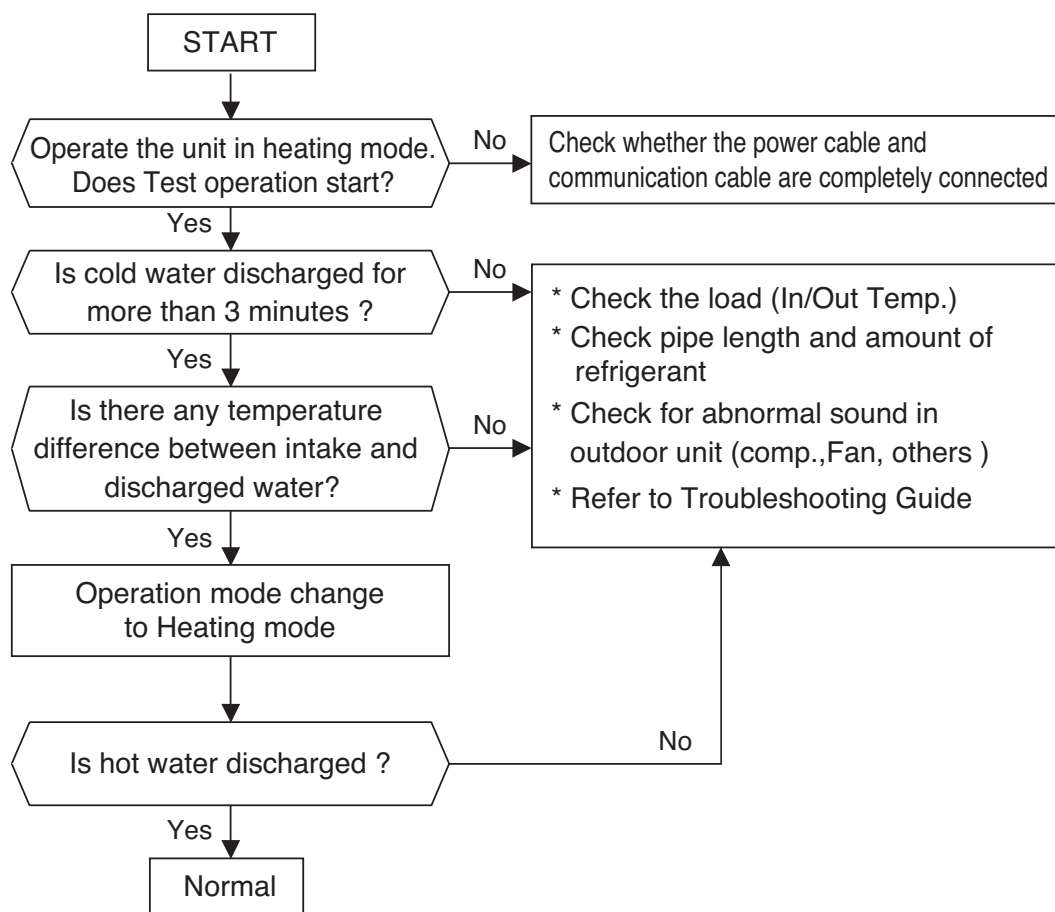 START
Operate the unit in heating mode.
Does Test operation start?
No
Check whether the power cable and
communication cable are completely connected
Yes
Is cold water discharged for
more than 3 minutes ?
No
* Check the load (In/Out Temp.)
* Check pipe length and amount of
refrigerant
* Check for abnormal sound in
outdoor unit (comp.,Fan, others )
* Refer to Troubleshooting Guide
Yes
Is there any temperature
difference between intake and
discharged water?
No
Yes
Operation mode change
to Heating mode
Is hot water discharged ?
No
Yes
Normal